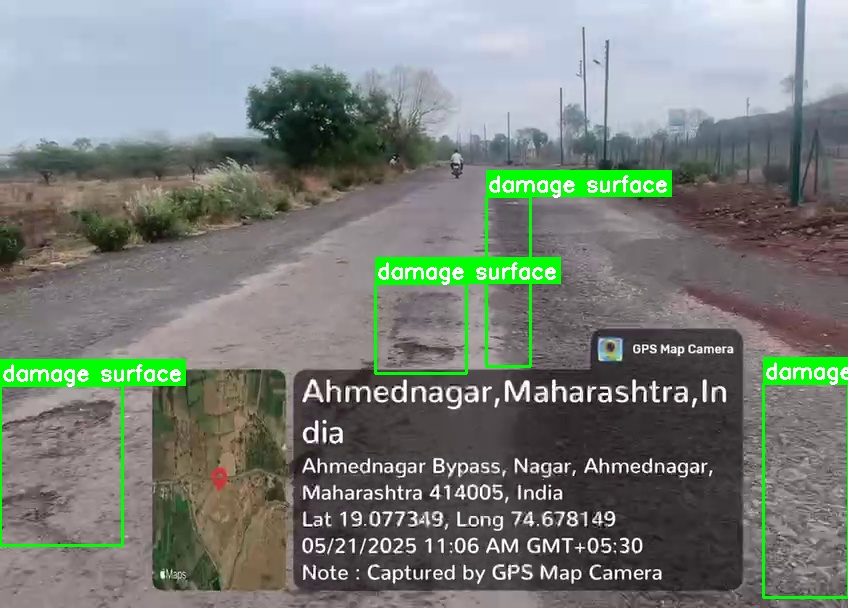 damage surface
damage surface
damage surface
damage
GPS Map Camera
Ahmednagar,Maharashtra,In
dia
Ahmednagar Bypass, Nagar, Ahmednagar,
Maharashtra 414005, India
Lat 19.077349, Long 74.678149
05/21/2025 11:06 AM GMT+05:30
Note : Captured by GPS Map Camera
Maps